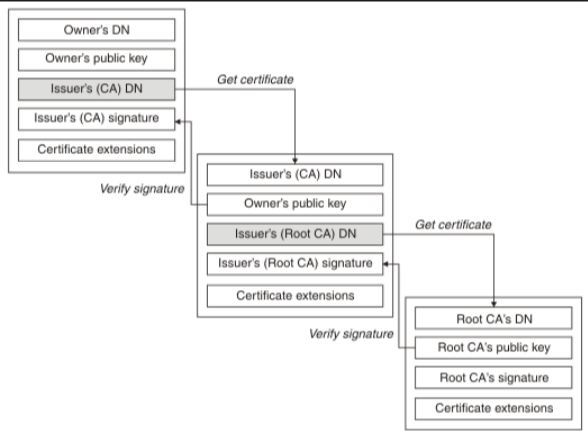 Owner's DN
Owner's public key
Issuer's (CA) DN
Get certificate
Issuer's (CA) signature
Certificate extensions
Verify signature
Issuer's (CA) DN
Owner's public key
Issuer's (Root CA) DN
Get certificate
Issuer's (Root CA) signature
Certificate extensions
Verify signature
Root CA's DN
Root CA's public key
Root CA's signature
Certificate extensions